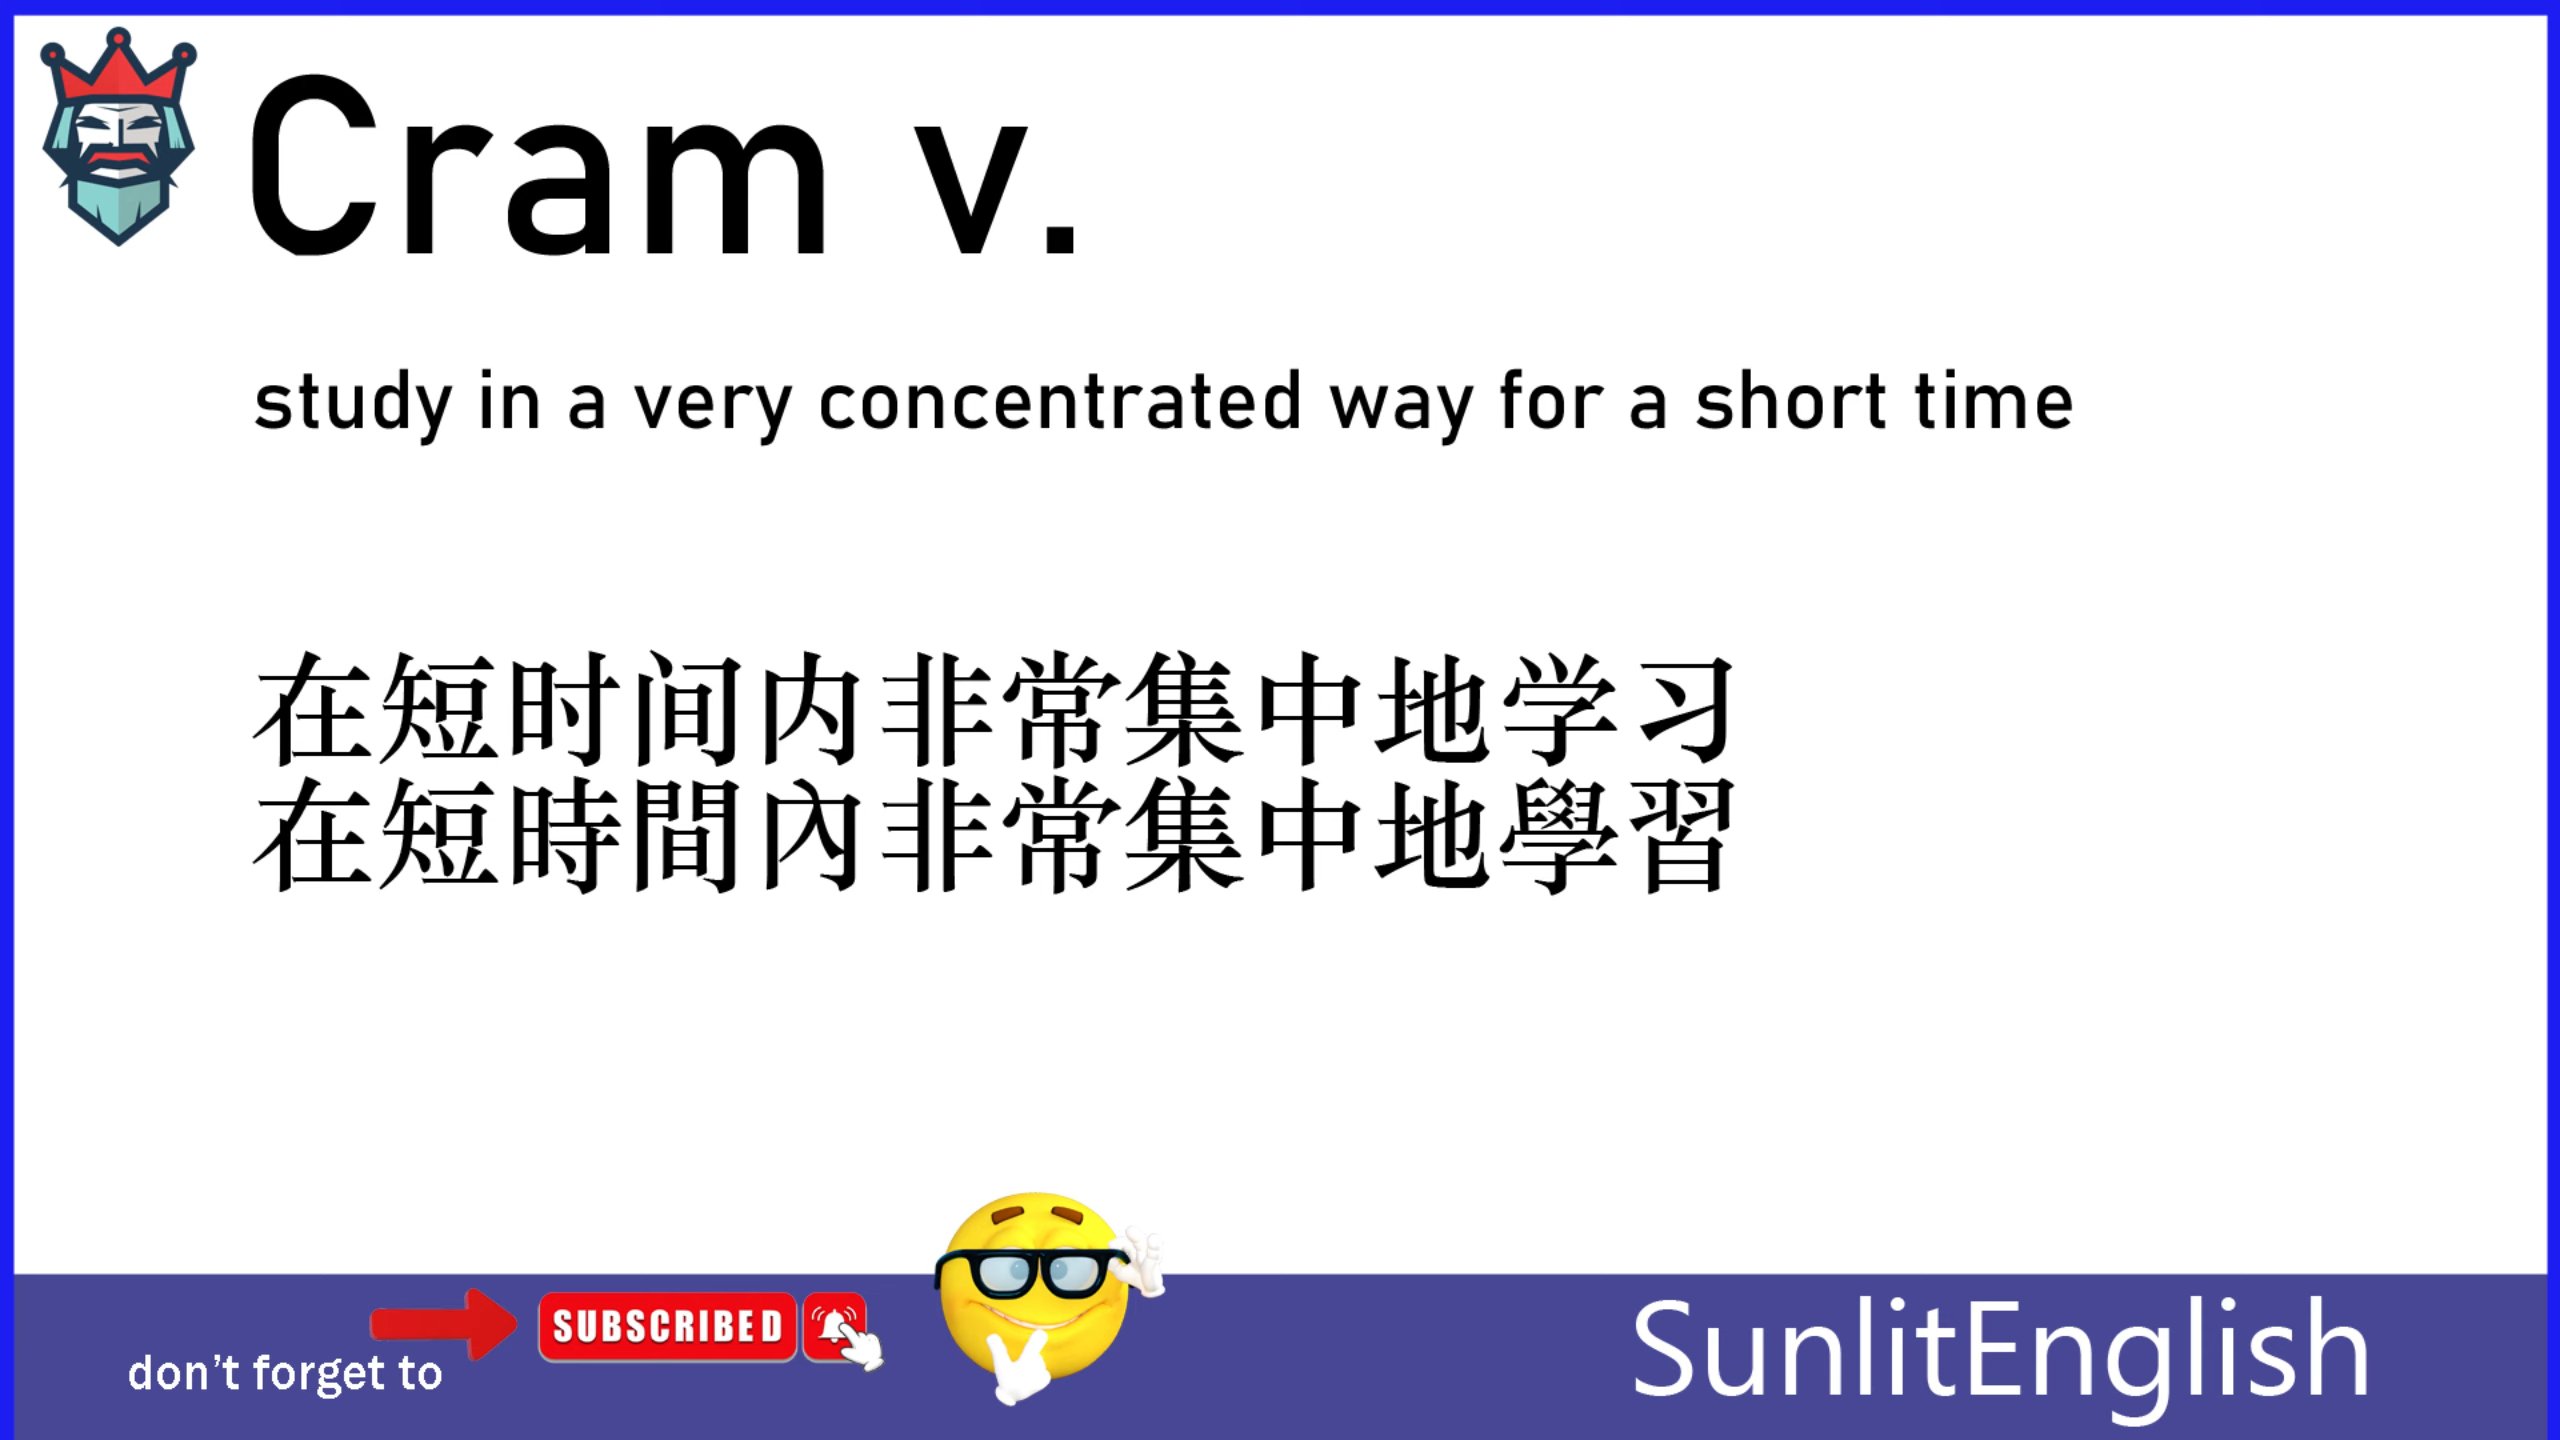 Cram v.
study in a very concentrated way for a short time
在短时间内非常集中地学习
在短時間內非常集中地學習
don't forget to
SUBSCRIBED
SunlitEnglish